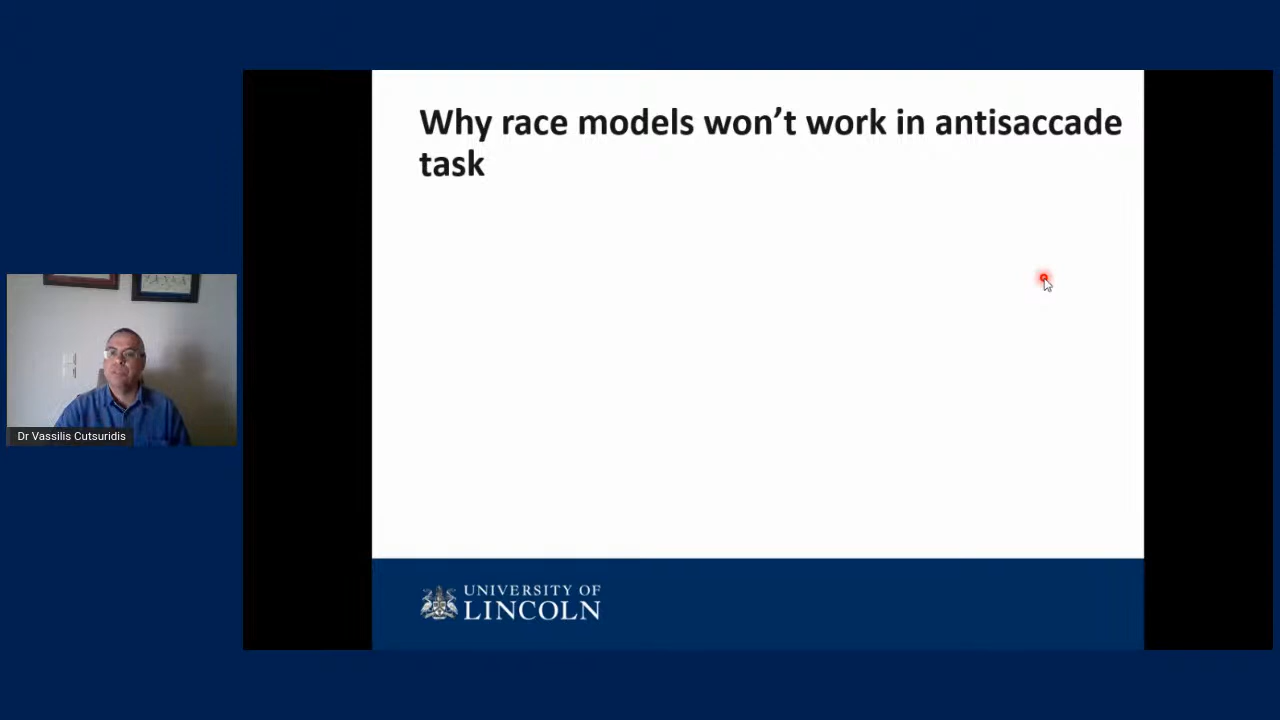 Why race models won't work in antisaccade
task
Dr Vassilis Cutsuridis
UNIVERSITY OF
LINCOLN